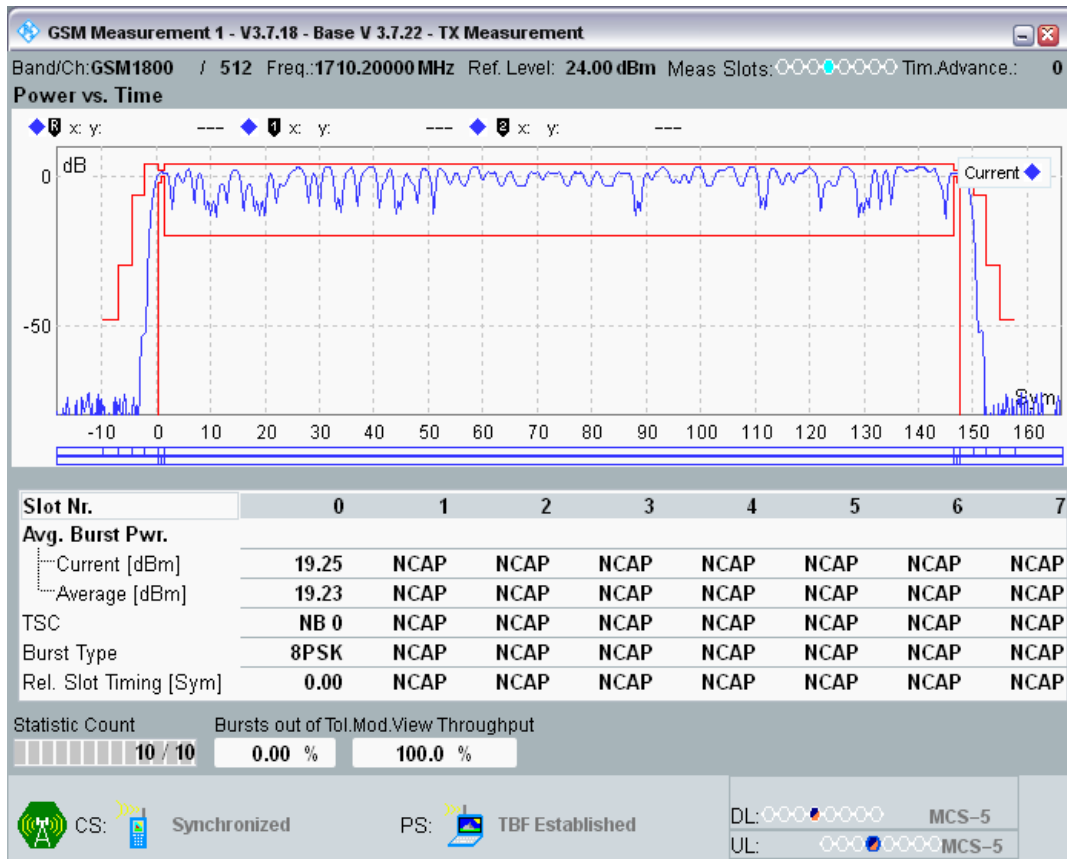 GSM Measurement 1 - V3.7.18 - Base V 3.7.22 - TX Measurement
Band/Ch:GSM1800 / 512 Freq.:1710.20000 MHz Ref. Level: 24.00 dBm Meas Slots: Tim.Advance.: 0
Power vs. Time
R x: y: --- 1 x: y: --- 2 x: y: ---
dB
0
Current
-50
Sym
-10 0 10 20 30 40 50 60 70 80 90 100 110 120 130 140 150 160
Slot Nr. 0 1 2 3 4 5 6 7
Avg. Burst Pwr.
Current [dBm] 19.25 NCAP NCAP NCAP NCAP NCAP NCAP NCAP
Average [dBm] 19.23 NCAP NCAP NCAP NCAP NCAP NCAP NCAP
TSC NB 0 NCAP NCAP NCAP NCAP NCAP NCAP NCAP
Burst Type 8PSK NCAP NCAP NCAP NCAP NCAP NCAP NCAP
Rel. Slot Timing [Sym] 0.00 NCAP NCAP NCAP NCAP NCAP NCAP NCAP
Statistic Count Bursts out of Tol.Mod.View Throughput
10 / 10 0.00 % 100.0 %
CS: Synchronized PS: TBF Established
DL: MCS-5
UL: MCS-5